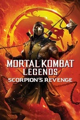 MORTAL KOMBAT
LEGENDS
SCORPION'S REVENGE